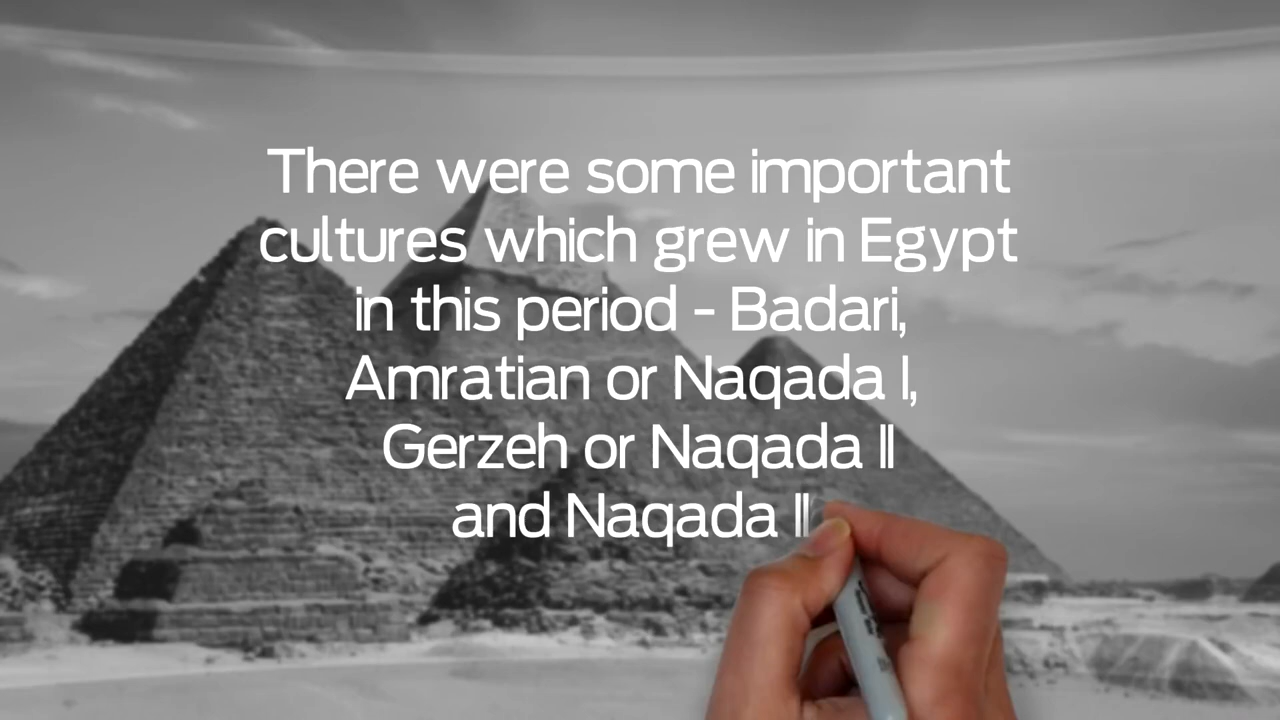 There were some important
cultures which grew in Egypt
in this period - Badari,
Amratian or Naqada I,
Gerzeh or Naqada II
and Naqada II